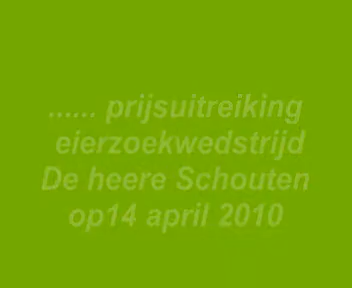 ...... prijsuitreiking
eierzoekwedstrijd
De heere Schouten
op14 april 2010